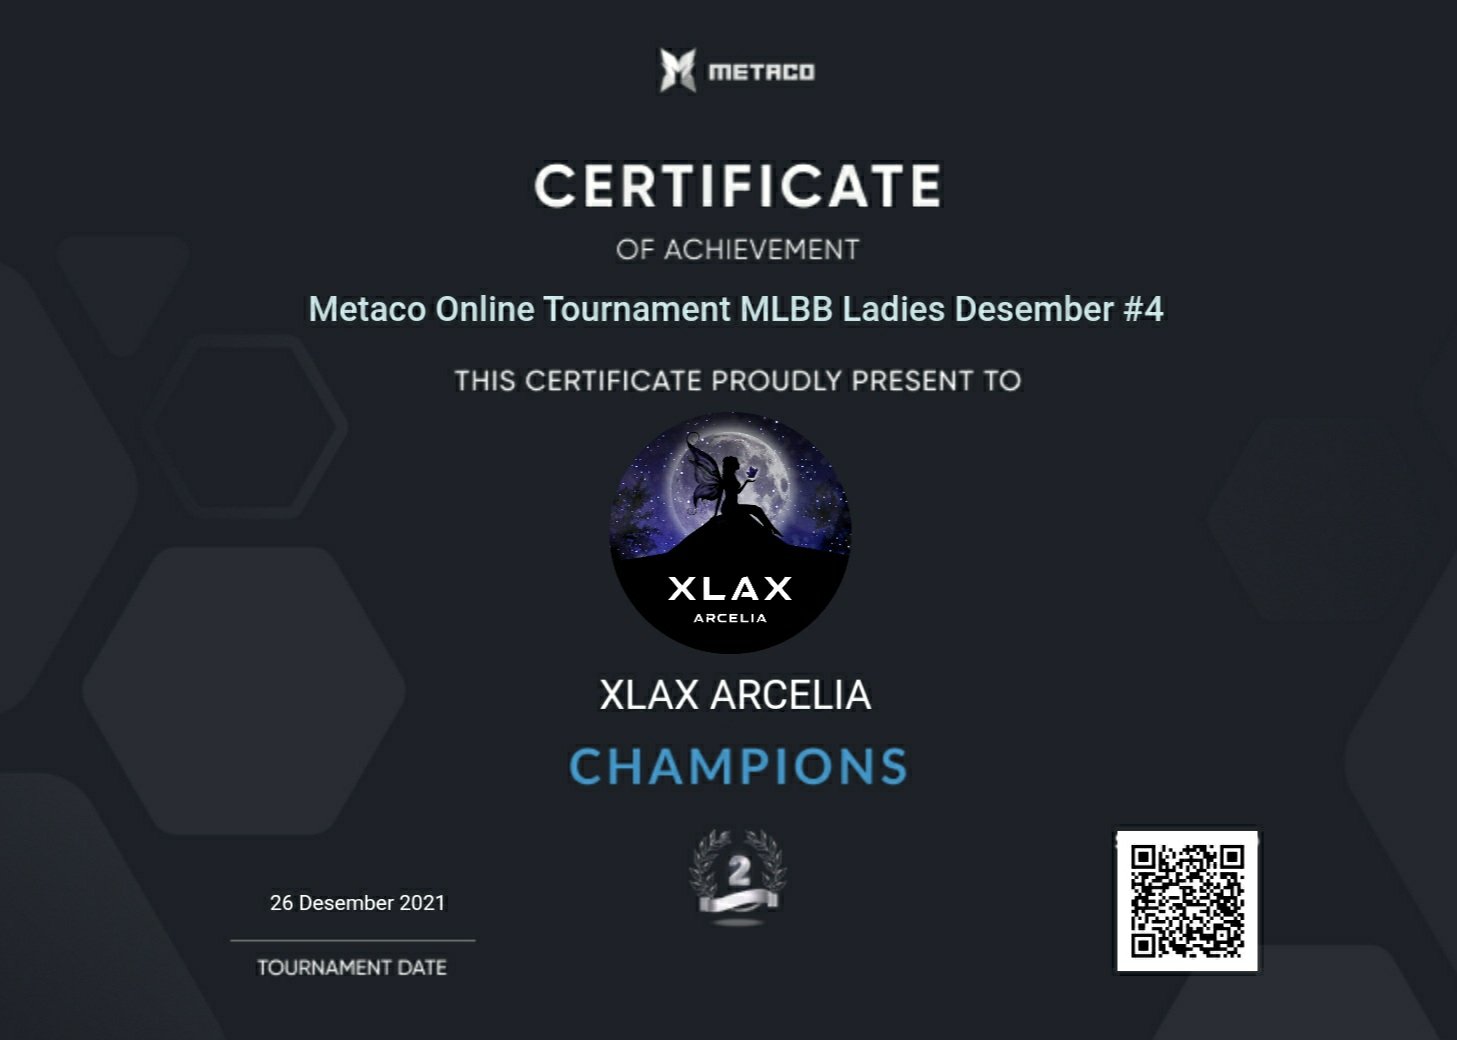 METACO
CERTIFICATE
OF ACHIEVEMENT
Metaco Online Tournament MLBB Ladies Desember #4
THIS CERTIFICATE PROUDLY PRESENT TO
XLAX
ARCELIA
XLAX ARCELIA
CHAMPIONS
2
26 Desember 2021
TOURNAMENT DATE